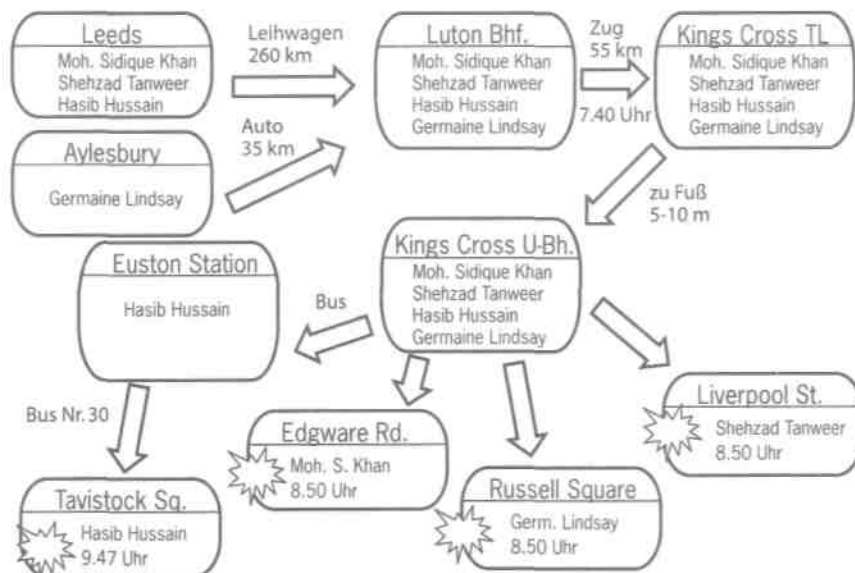 Leeds
Moh. Sidique Khan
Shehzad Tanweer
Hasib Hussain
Leihwagen
260 km
Luton Bhf.
Moh. Sidique Khan
Shehzad Tanweer
Hasib Hussain
Germaine Lindsay
Zug
55 km
7.40 Uhr
Kings Cross TL
Moh. Sidique Khan
Shehzad Tanweer
Hasib Hussain
Germaine Lindsay
Aylesbury
Germaine Lindsay
Auto
35 km
zu Fuß
5-10 m
Kings Cross U-Bh.
Moh. Sidique Khan
Shehzad Tanweer
Hasib Hussain
Germaine Lindsay
Euston Station
Hasib Hussain
Bus
Bus Nr. 30
Liverpool St.
Shehzad Tanweer
8.50 Uhr
Edgware Rd.
Moh. S. Khan
8.50 Uhr
Russell Square
Germ. Lindsay
8.50 Uhr
Tavistock Sq.
Hasib Hussain
9.47 Uhr